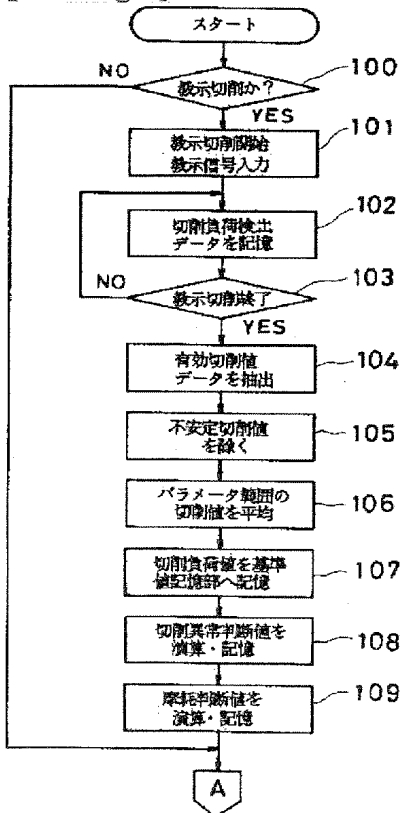 スタート
NO
100
教示切削か?
YES
101
教示切削開始
教示信号入力
102
切削負荷検出
データを記憶
NO
103
教示切削終了
YES
104
有効切削値
データを抽出
105
不安定切削値
を除く
106
パラメータ範囲の
切削値を平均
107
切削負荷値を基準
値記憶部へ記憶
108
切削異常判断値を
演算・記憶
109
摩耗判断値を
演算・記憶
A